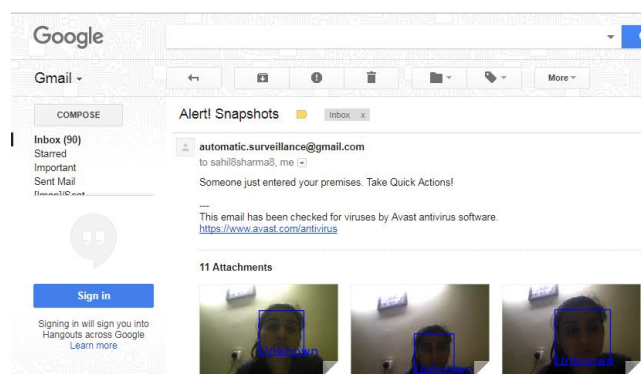 Google
Gmail
More
COMPOSE
Alert! Snapshots
Inbox x
Inbox (90)
Starred
Important
Sent Mail
[Iman]/Sent
automatic.surveillance@gmail.com
to sahil8sharma8, me
Someone just entered your premises. Take Quick Actions!
---
This email has been checked for viruses by Avast antivirus software.
https://www.avast.com/antivirus
11 Attachments
Sign in
Signing in will sign you into
Hangouts across Google
Learn more
Unknown
Unknown
Unknown